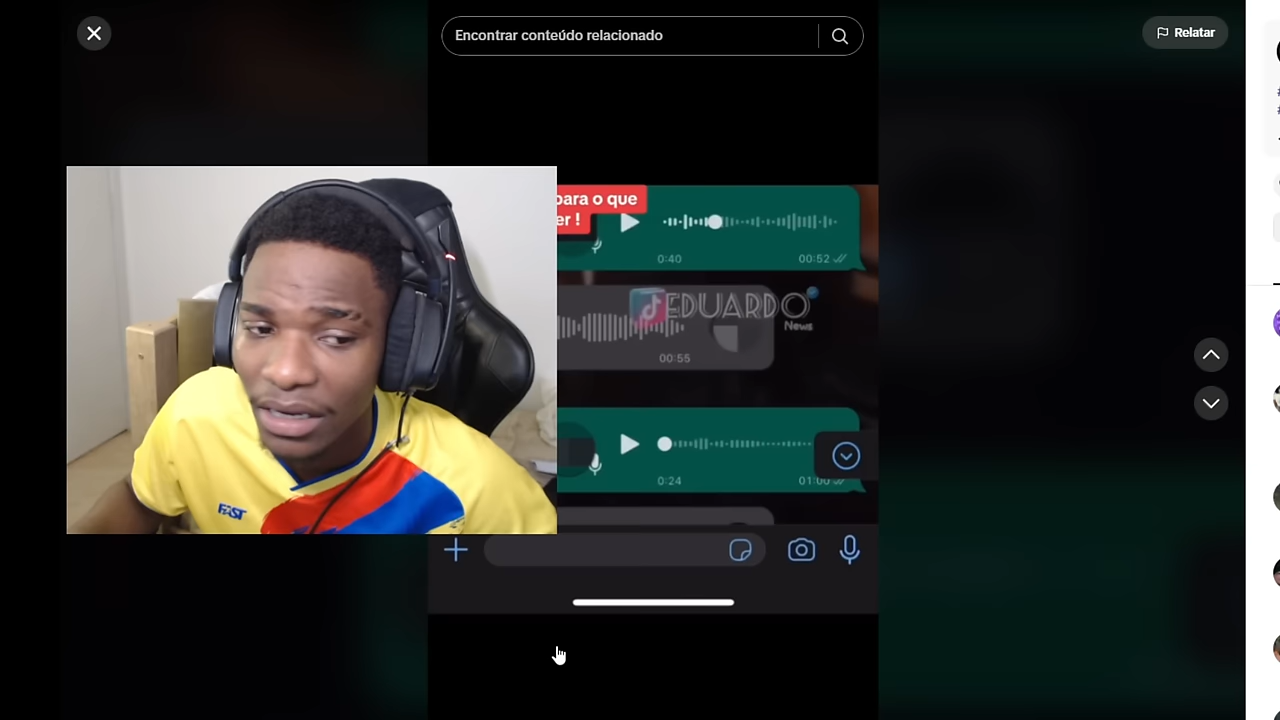 Encontrar conteúdo relacionado
Relatar
para o que
er !
0:40
00:52
EDUARDO
News
00:55
0:24
01:00
FAST